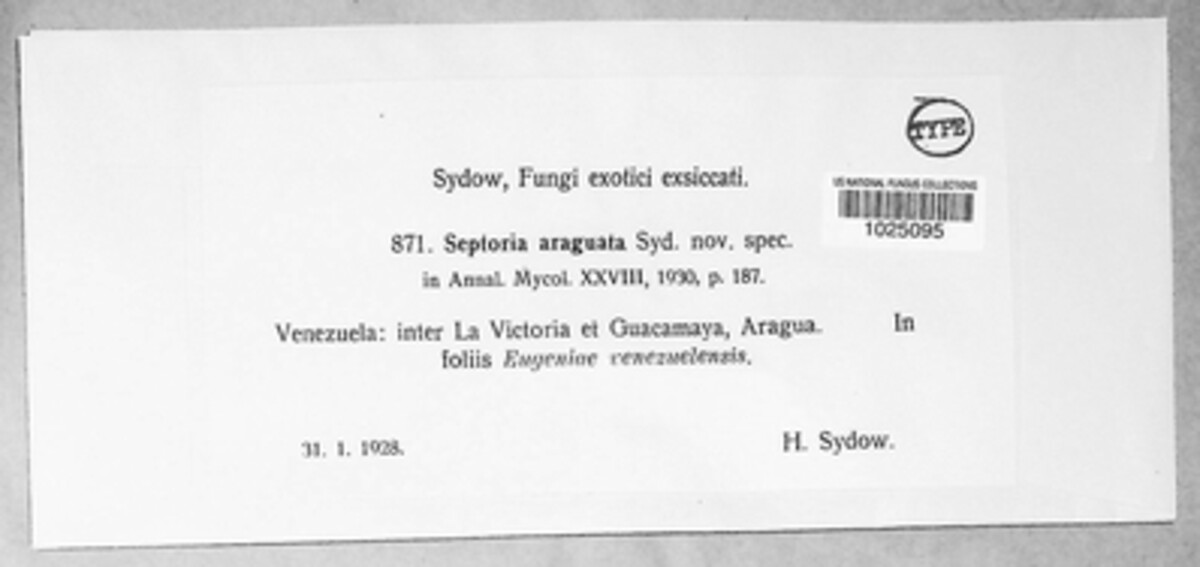 TYPE
Sydow, Fungi exotici exsiccati.
US NATIONAL FUNGUS COLLECTIONS
1025095
871. Septoria araguata Syd. nov. spec.
in Annal. Mycol. XXVIII, 1930, p. 187.
Venezuela: inter La Victoria et Guacamaya, Aragua. In
foliis Eugeniae venezuelensis.
31. 1. 1928. H. Sydow.